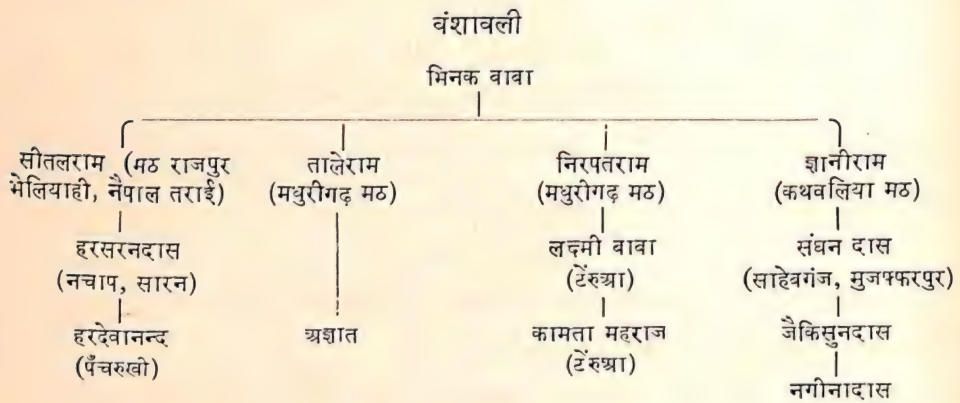 वंशावली
भिनक बाबा
सीतलराम (मठ राजपुर
भेलियाही, नैपाल तराई)
हरसरनदास
(नचाप, सारन)
हरदेवानन्द
(पँचरुखी)
तालेराम
(मधुरीगढ़ मठ)
अज्ञात
निरपतराम
(मधुरीगढ़ मठ)
लक्ष्मी बाबा
(टेंरुआ)
कामता महराज
(टेंरुआ)
ज्ञानीराम
(कथवलिया मठ)
संघन दास
(साहेबगंज, मुजफ्फरपुर)
जैकिसुनदास
नगीनादास